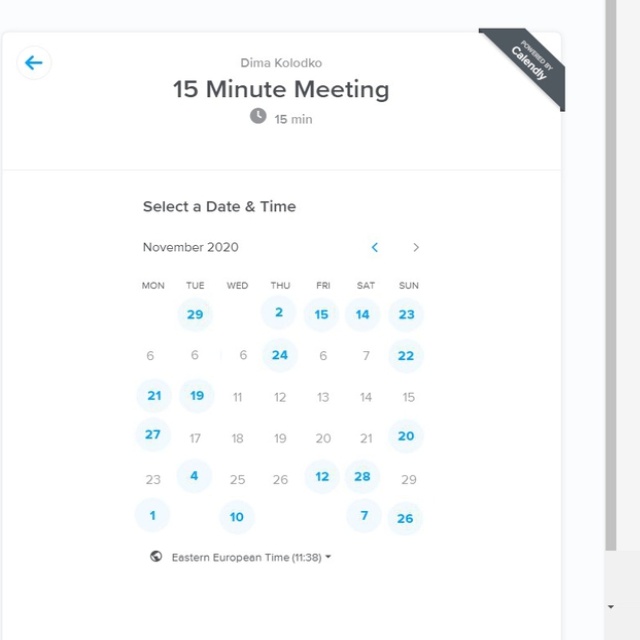 POWERED BY
Calendly
Dima Kolodko
15 Minute Meeting
15 min
Select a Date & Time
November 2020
MON TUE WED THU FRI SAT SUN
29 2 15 14 23
6 6 6 24 6 7 22
21 19 11 12 13 14 15
27 17 18 19 20 21 20
23 4 25 26 12 28 29
1 10 7 26
Eastern European Time (11:38)